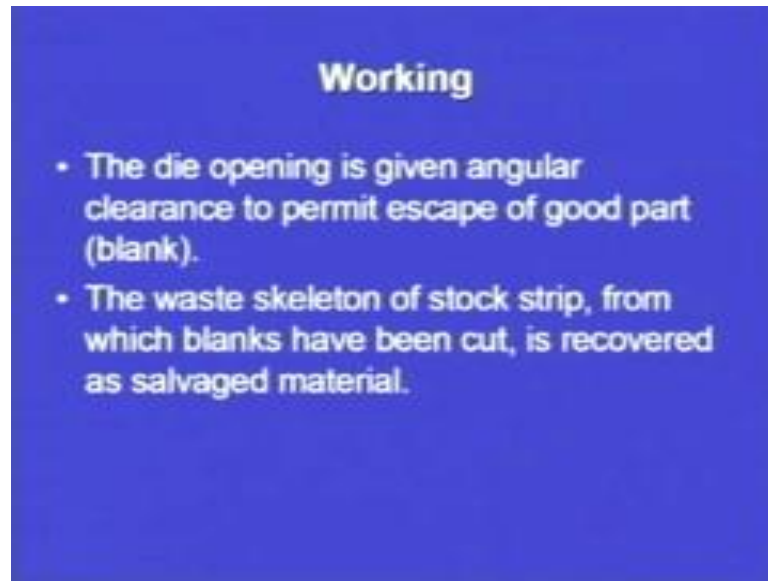 Working
• The die opening is given angular
clearance to permit escape of good part
(blank).
• The waste skeleton of stock strip, from
which blanks have been cut, is recovered
as salvaged material.